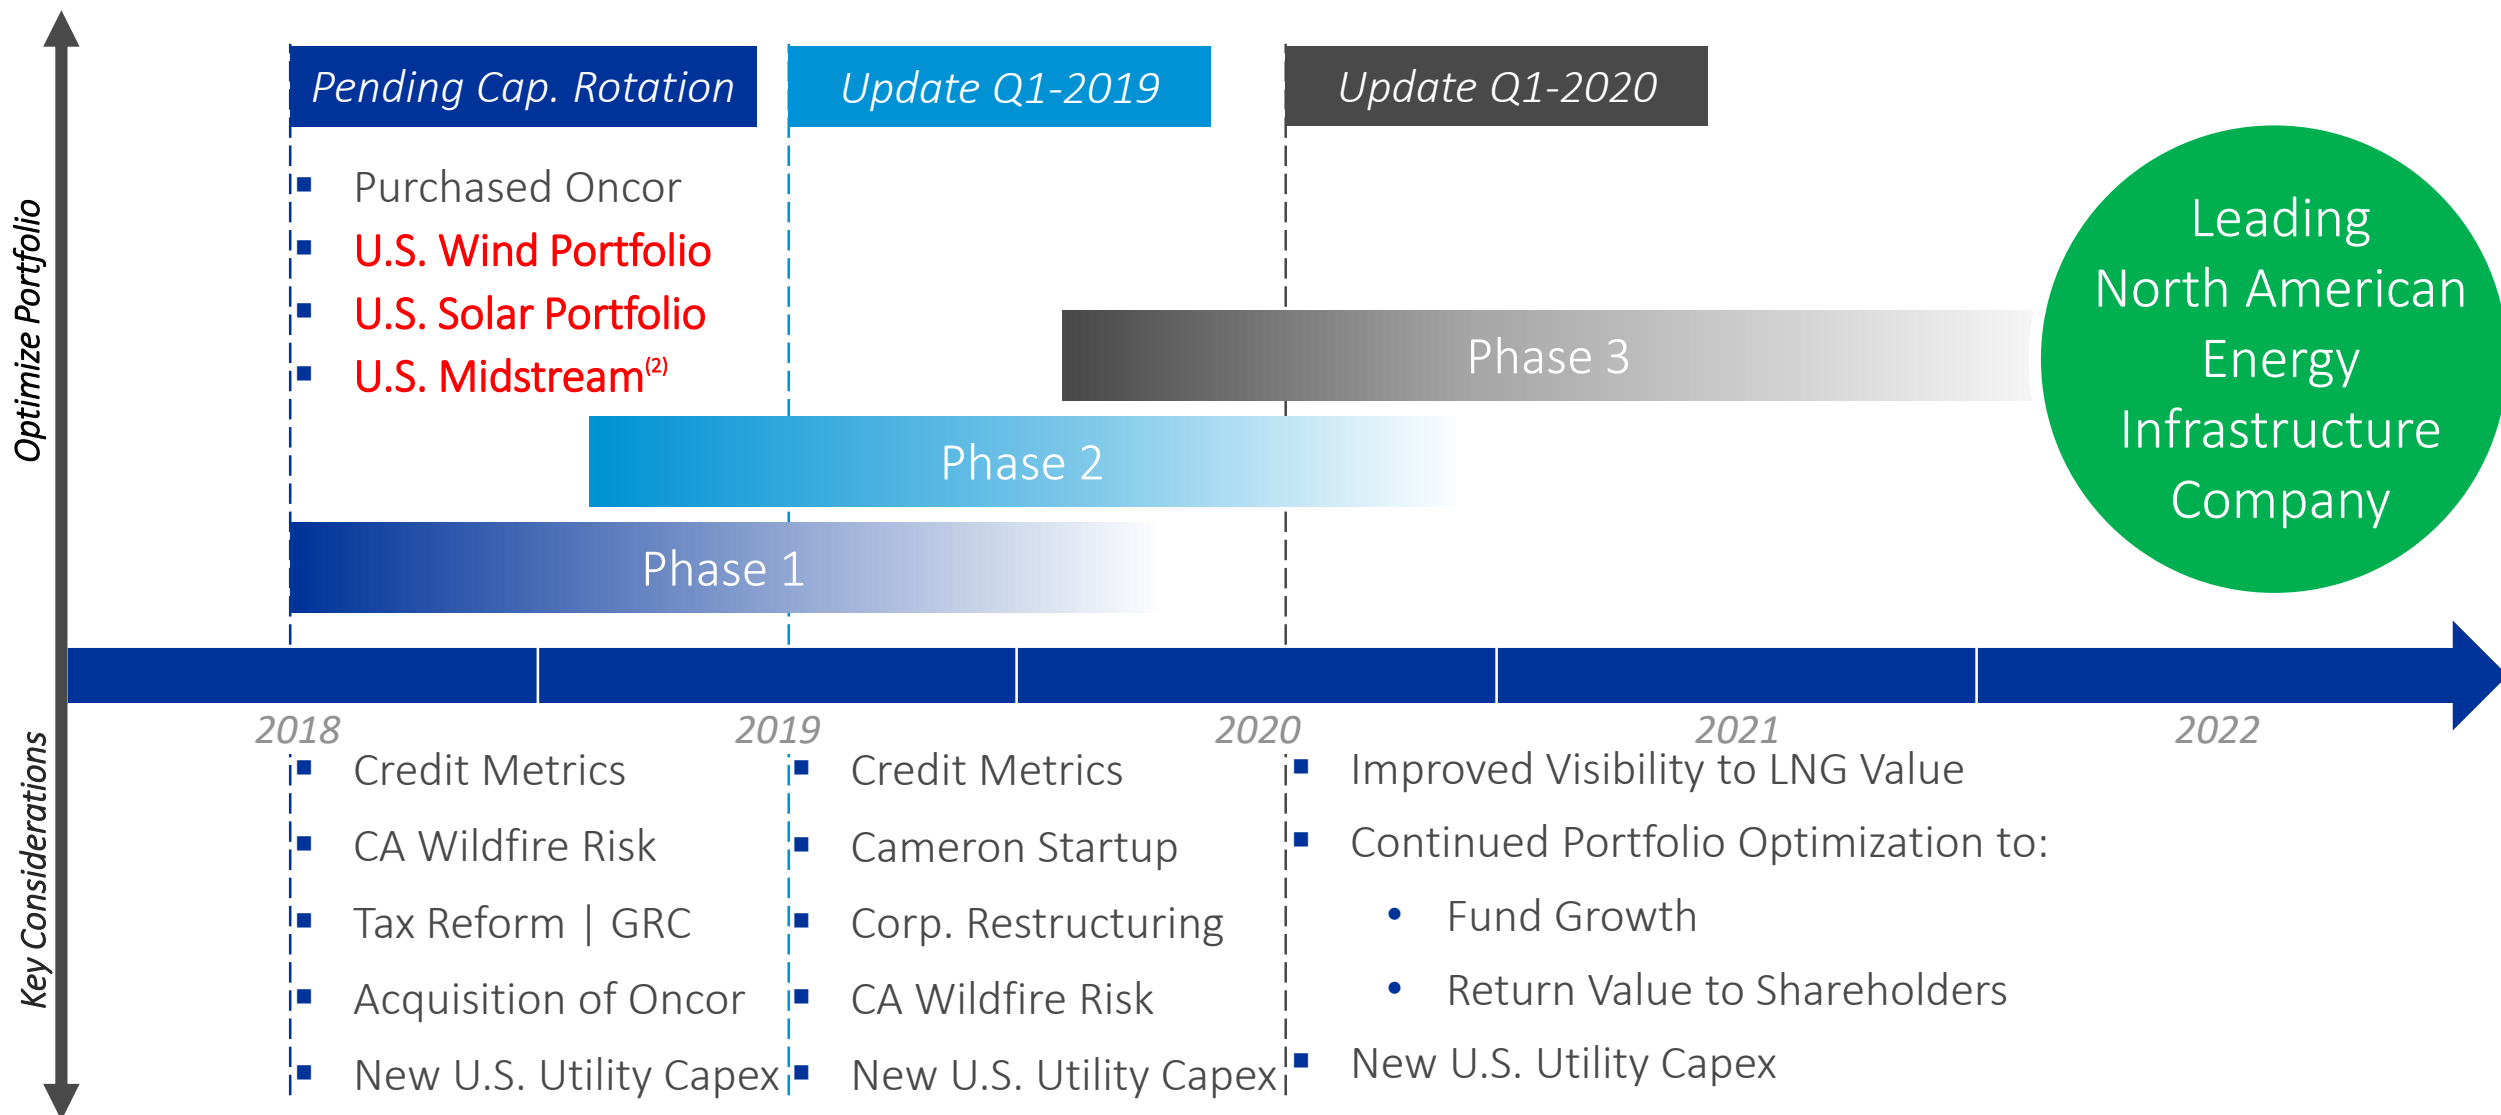 Optimize Portfolio
Key Considerations
Pending Cap. Rotation
Purchased Oncor
U.S. Wind Portfolio
U.S. Solar Portfolio
U.S. Midstream(2)
Update Q1-2019
Update Q1-2020
Phase 3
Phase 2
Phase 1
Leading
North American
Energy
Infrastructure
Company
2018
2019
2020
2021
2022
Credit Metrics
CA Wildfire Risk
Tax Reform | GRC
Acquisition of Oncor
New U.S. Utility Capex
Credit Metrics
Cameron Startup
Corp. Restructuring
CA Wildfire Risk
New U.S. Utility Capex
Improved Visibility to LNG Value
Continued Portfolio Optimization to:
Fund Growth
Return Value to Shareholders
New U.S. Utility Capex